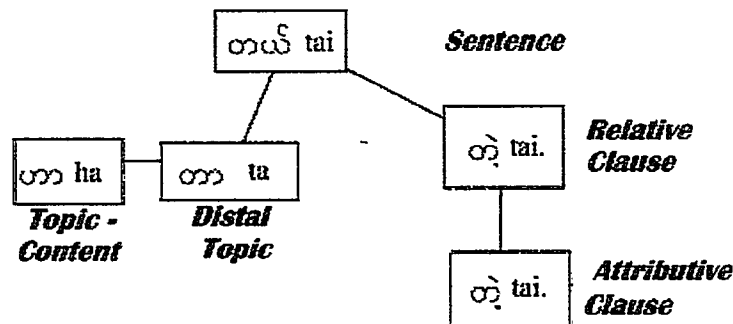 တယ် tai
Sentence
ဟာ ha
တာ ta
တဲ့ tai.
Relative
Clause
Topic -
Content
Distal
Topic
တဲ့ tai.
Attributive
Clause